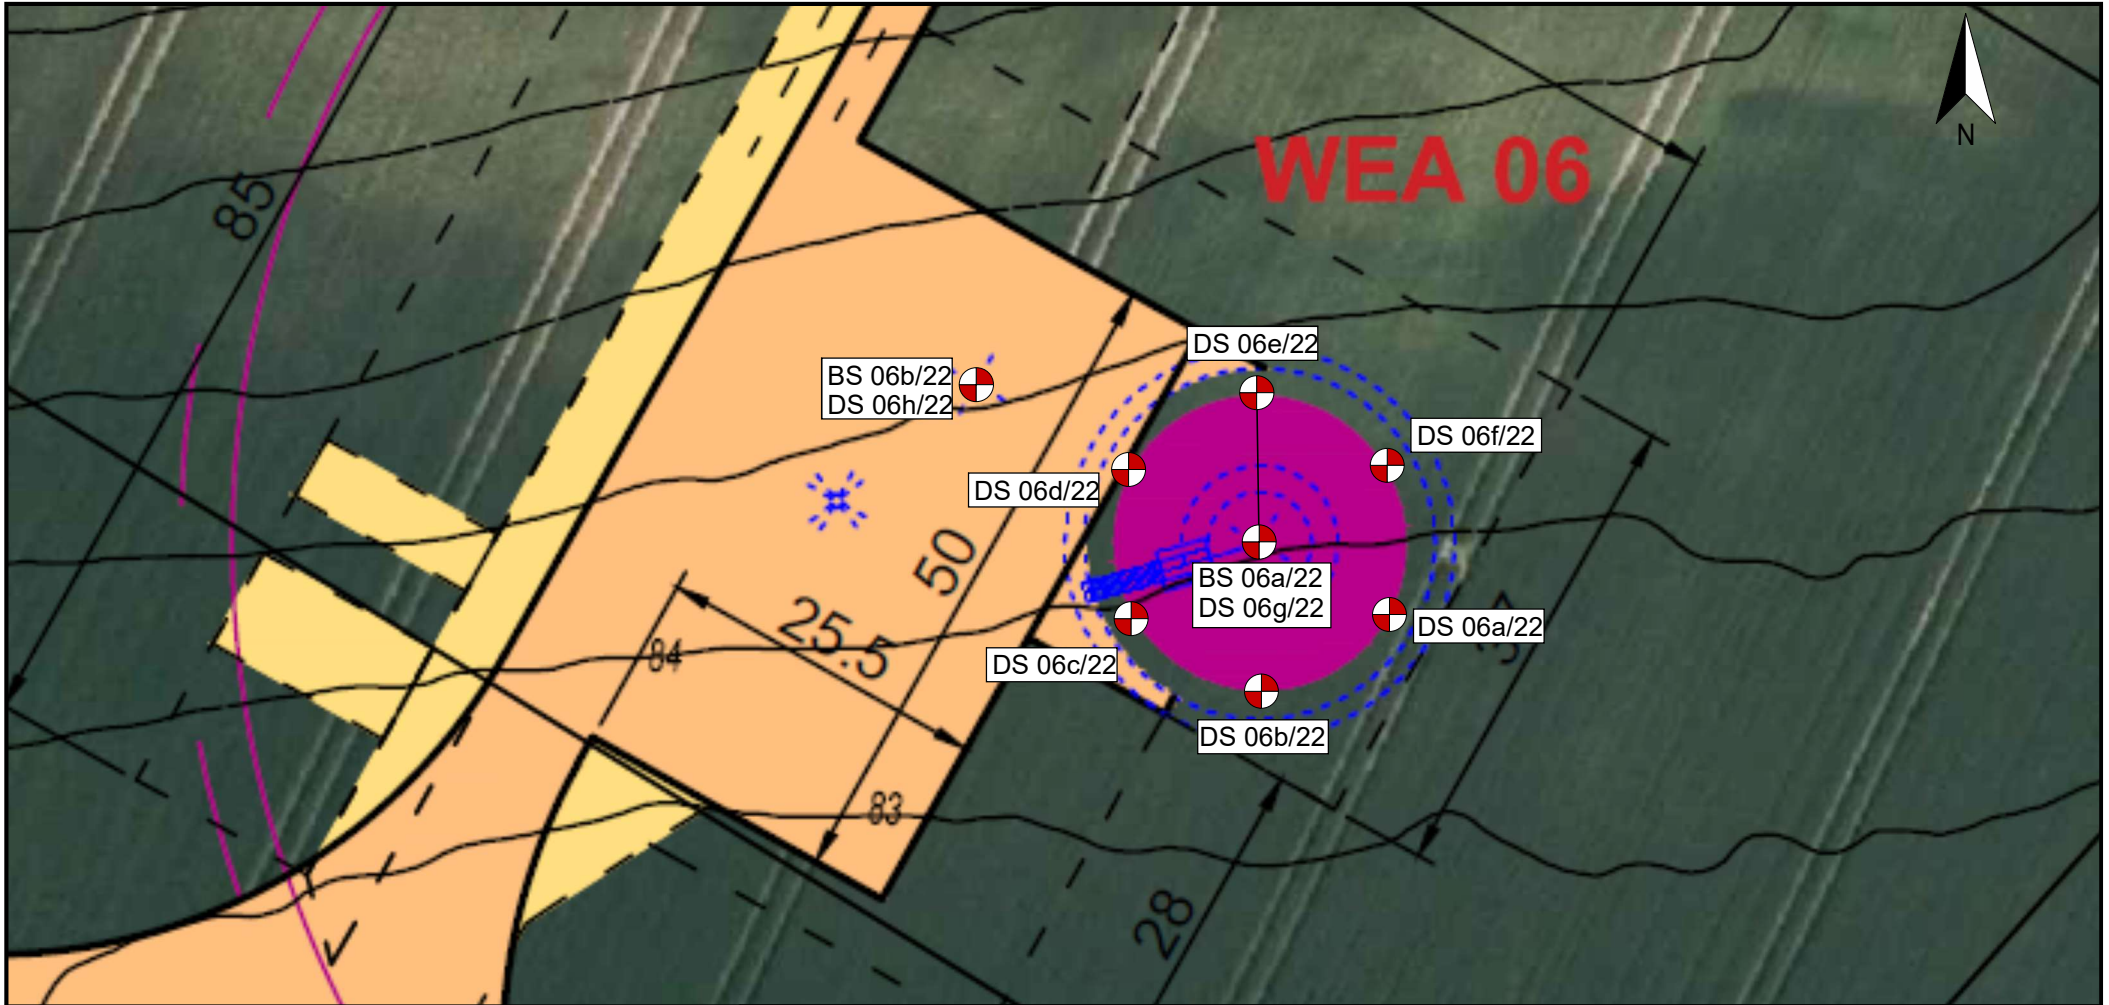 WEA 06
N
85
DS 06e/22
BS 06b/22
DS 06h/22
DS 06f/22
DS 06d/22
50
BS 06a/22
DS 06g/22
25.5
84
DS 06a/22
37
DS 06c/22
DS 06b/22
83
28